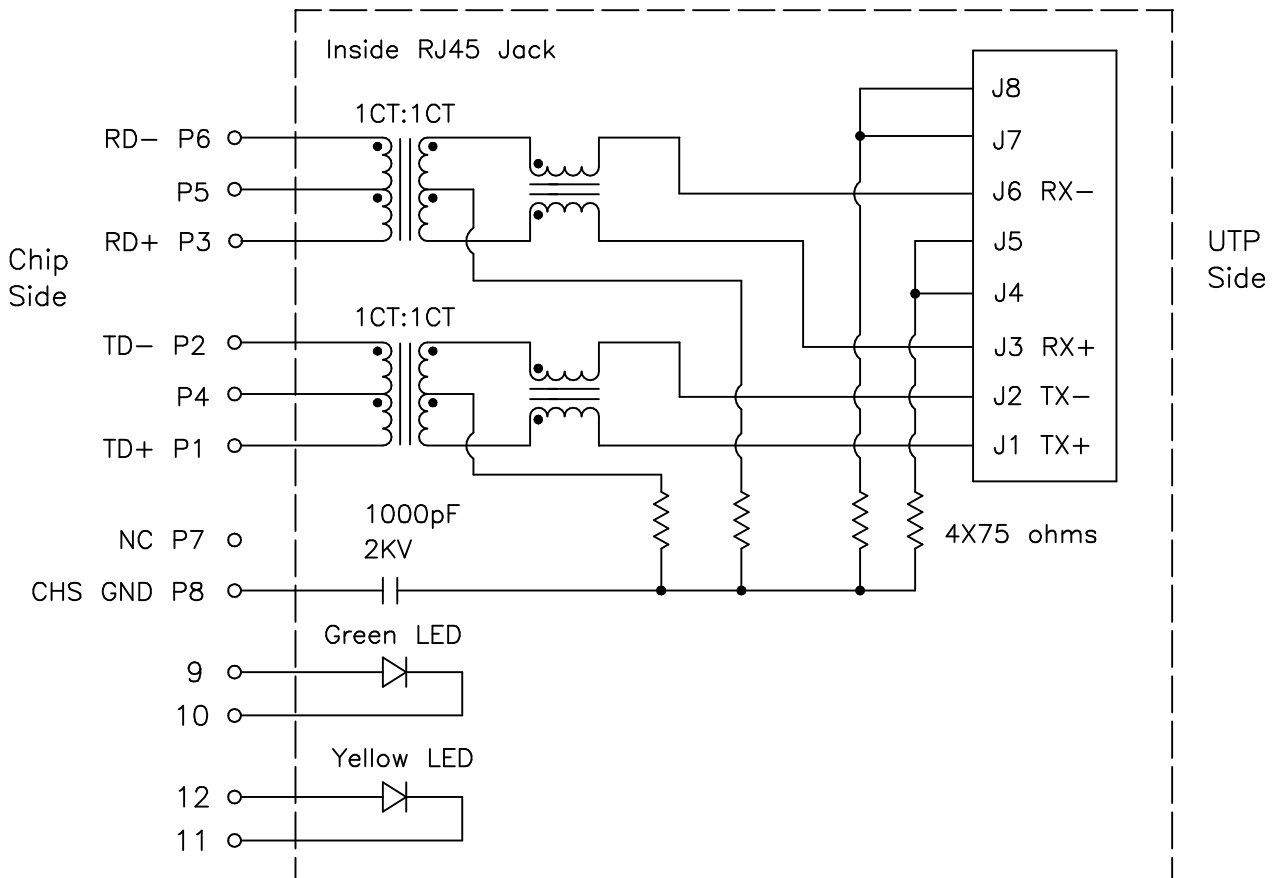 Inside RJ45 Jack
1CT:1CT
RD- P6
P5
RD+ P3
Chip
Side
1CT:1CT
TD- P2
P4
TD+ P1
NC P7
CHS GND P8
1000pF
2KV
4X75 ohms
J8
J7
J6 RX-
J5
J4
J3 RX+
J2 TX-
J1 TX+
UTP
Side
Green LED
9
10
Yellow LED
12
11